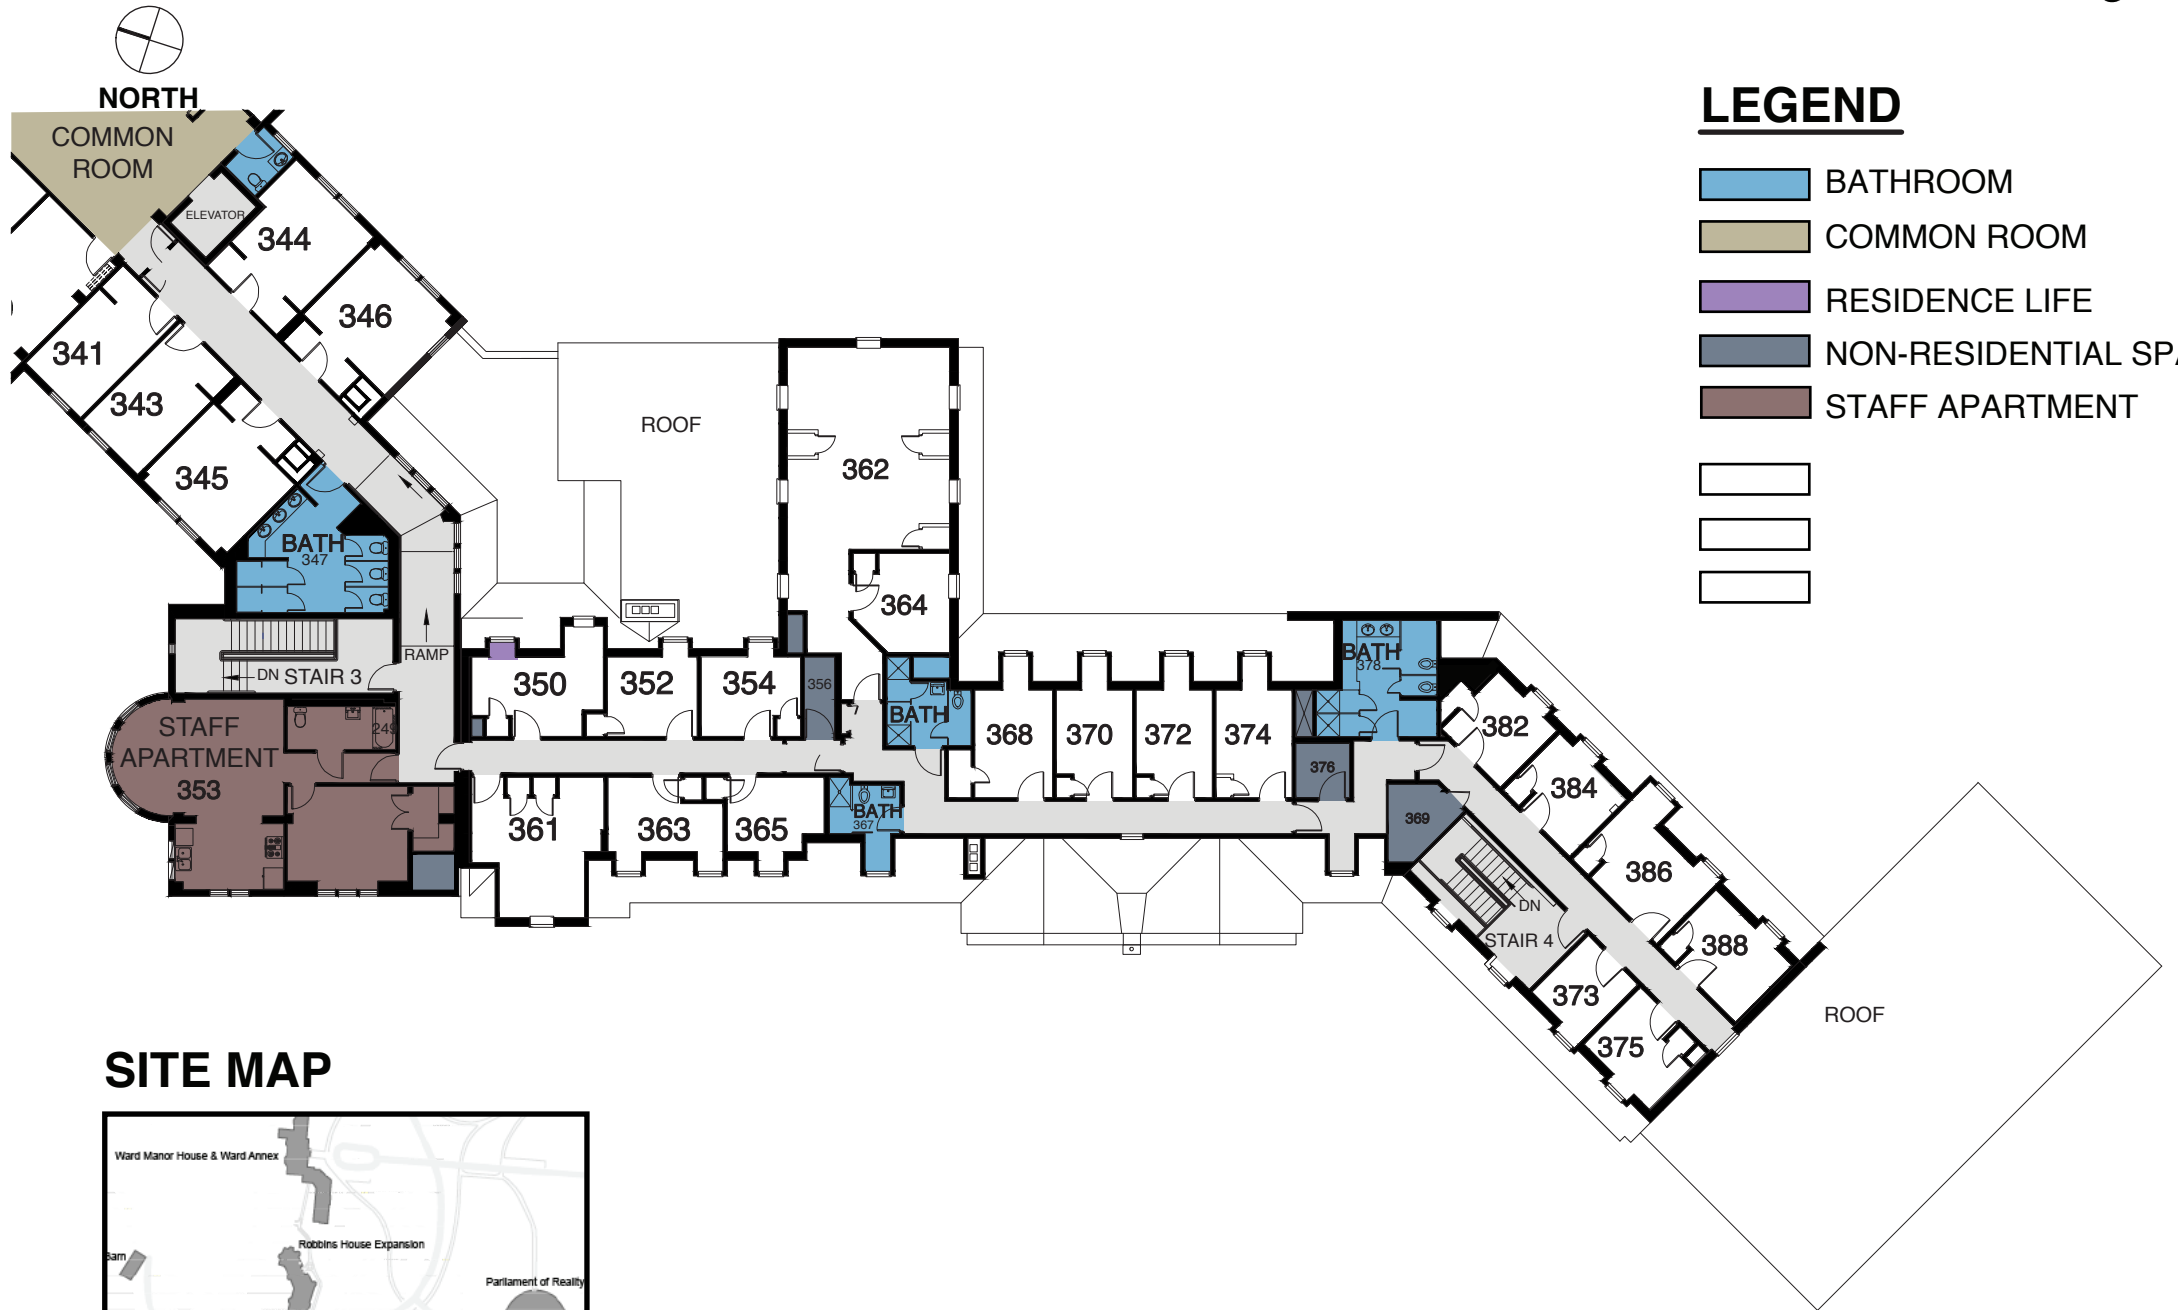 NORTH
COMMON
ROOM
ELEVATOR
344
346
341
343
345
BATH
347
ROOF
362
364
RAMP
DN STAIR 3
350
352
354
356
STAFF
APARTMENT
353
249
361
363
365
BATH
367
BATH
368
370
372
374
376
BATH
378
369
382
384
386
388
DN
STAIR 4
373
375
ROOF
LEGEND
BATHROOM
COMMON ROOM
RESIDENCE LIFE
NON-RESIDENTIAL SPA
STAFF APARTMENT
SITE MAP
Ward Manor House & Ward Annex
Robbins House Expansion
Barn
Parliament of Reality